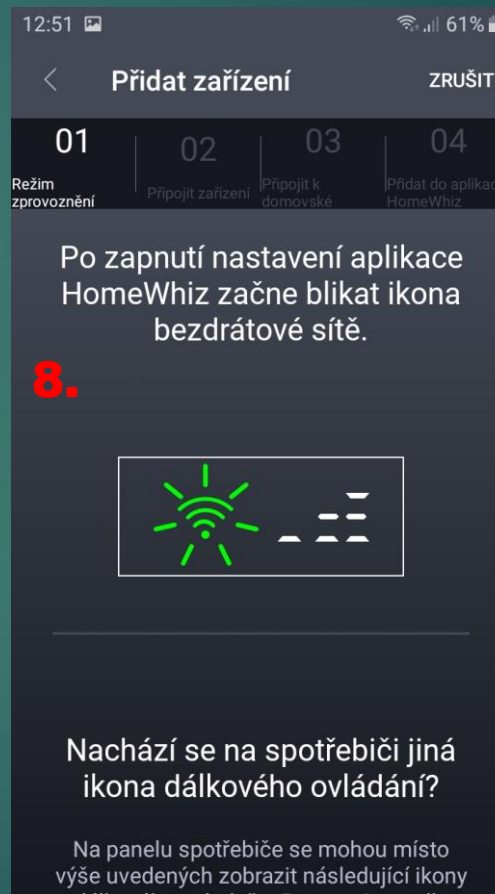 12:51 61%
Přidat zařízení ZRUŠIT
01 02 03 04
Režim zprovoznění
Připojit zařízení
Připojit k domovské
Přidat do HomeWhiz
Po zapnutí nastavení aplikace
HomeWhiz začne blikat ikona
bezdrátové sítě.
8.
Nachází se na spotřebiči jiná
ikona dálkového ovládání?
Na panelu spotřebiče se mohou místo
výše uvedených zobrazit následující ikony